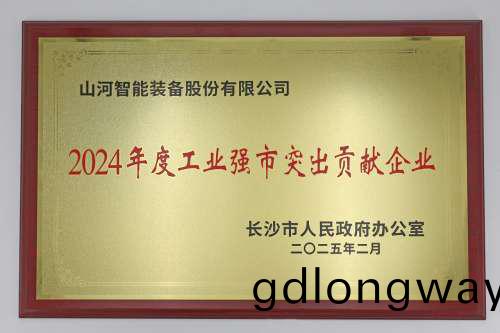 山河智能装备股份有限公司
2024年度工业强市突出贡献企业
长沙市人民政府办公室
二〇二五年二月
gdlongway